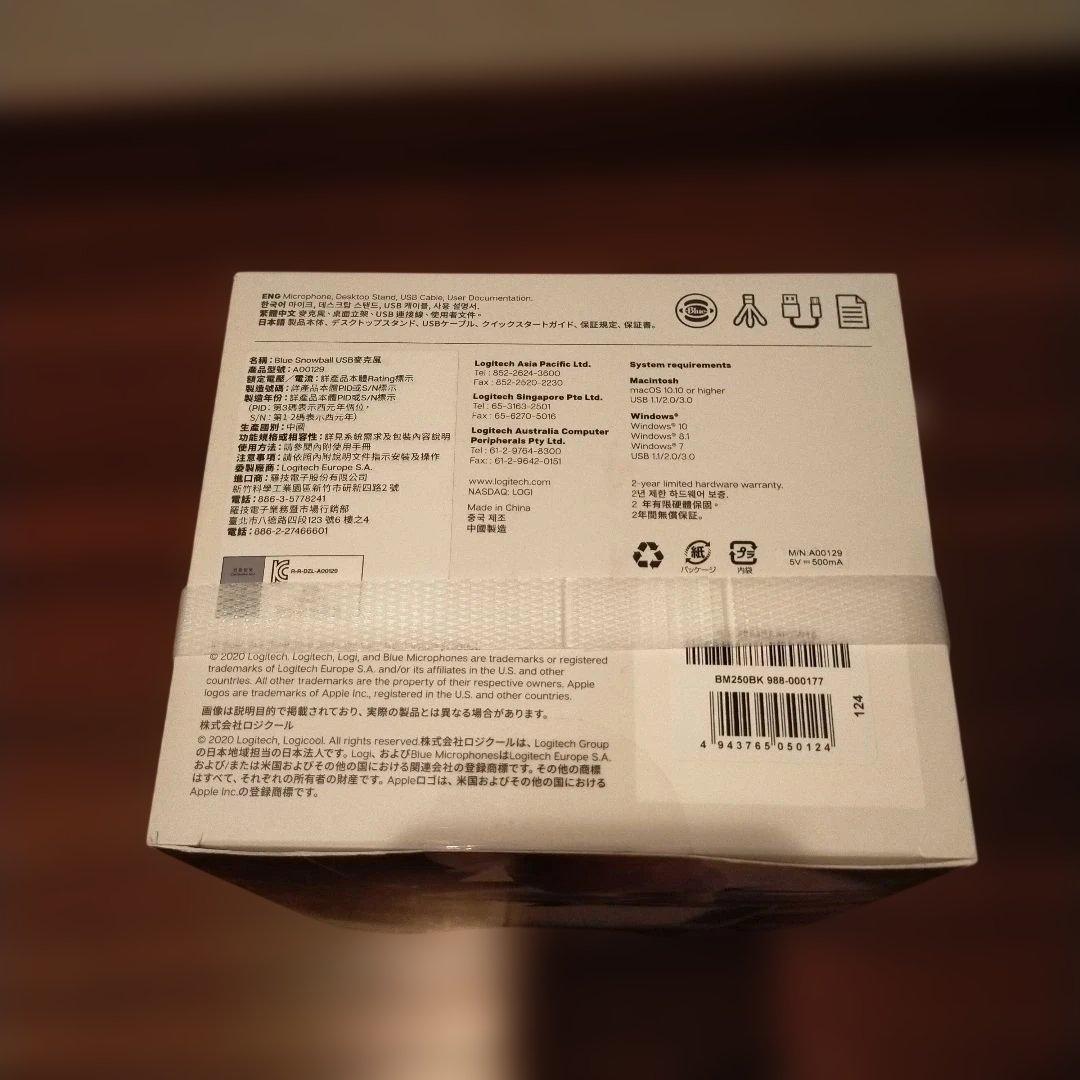 ENG Microphone, Desktop Stand, USB Cable, User Documentation.
한국어 마이크, 데스크탑 스탠드, USB 케이블, 사용 설명서.
繁體中文 麥克風、桌面立架、USB 連接線、使用者文件。
日本語 製品本体、デスクトップスタンド、USBケーブル、クイックスタートガイド、保証規定、保証書。
Blue
名稱：Blue Snowball USB麥克風
產品型號：A00129
額定電壓／電流：詳產品本體Rating標示
製造號碼：詳產品本體PID或S/N標示
製造年份：詳產品本體PID或S/N標示
(PID：第3碼表示西元年個位，
S/N：第1-2碼表示西元年)
生產國別：中國
功能規格或相容性：詳見系統需求及包裝內容說明
使用方法：請參閱內附使用手冊
注意事項：請依照內附說明文件指示安裝及操作
委製廠商：Logitech Europe S.A.
進口商：羅技電子股份有限公司
新竹科學工業園區新竹市研新四路2 號
電話：886-3-5778241
羅技電子業務暨市場行銷部
臺北市八德路四段123 號6 樓之4
電話：886-2-27466601
R-R-DZL-A00129
Logitech Asia Pacific Ltd.
Tel : 852-2624-3600
Fax : 852-2520-2230
Logitech Singapore Pte Ltd.
Tel : 65-3163-2501
Fax : 65-6270-5016
Logitech Australia Computer
Peripherals Pty Ltd.
Tel : 61-2-9764-8300
Fax: : 61-2-9642-0151
www.logitech.com
NASDAQ: LOGI
Made in China
중국 제조
中國製造
System requirements
Macintosh
macOS 10.10 or higher
USB 1.1/2.0/3.0
Windows®
Windows® 10
Windows® 8.1
Windows® 7
USB 1.1/2.0/3.0
2-year limited hardware warranty.
2년 제한 하드웨어 보증.
2 年有限硬體保固。
2年間無償保証。
紙
パッケージ
プラ
内袋
M/N:A00129
5V ⎓ 500mA
© 2020 Logitech. Logitech, Logi, and Blue Microphones are trademarks or registered
trademarks of Logitech Europe S.A. and/or its affiliates in the U.S. and other
countries. All other trademarks are the property of their respective owners. Apple
logos are trademarks of Apple Inc., registered in the U.S. and other countries.
画像は説明目的で掲載されており、実際の製品とは異なる場合があります。
株式会社ロジクール
© 2020 Logitech, Logicool. All rights reserved.株式会社ロジクールは、Logitech Group
の日本地域担当の日本法人です。Logi、およびBlue MicrophonesはLogitech Europe S.A.
および/または米国およびその他の国における関連会社の登録商標です。その他の商標
はすべて、それぞれの所有者の財産です。Appleロゴは、米国およびその他の国における
Apple Inc.の登録商標です。
BM250BK 988-000177
124
4 943765 050124